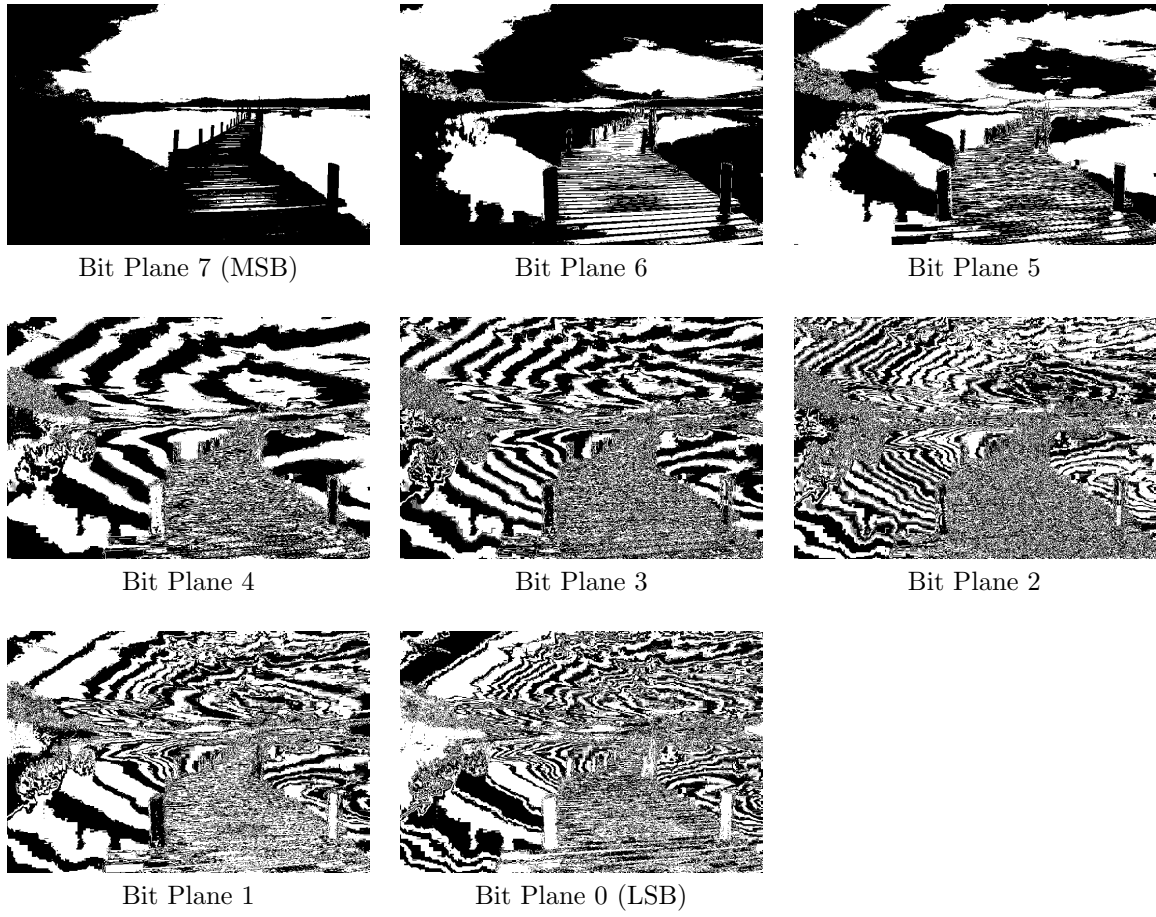 Bit Plane 7 (MSB)
Bit Plane 6
Bit Plane 5
Bit Plane 4
Bit Plane 3
Bit Plane 2
Bit Plane 1
Bit Plane 0 (LSB)